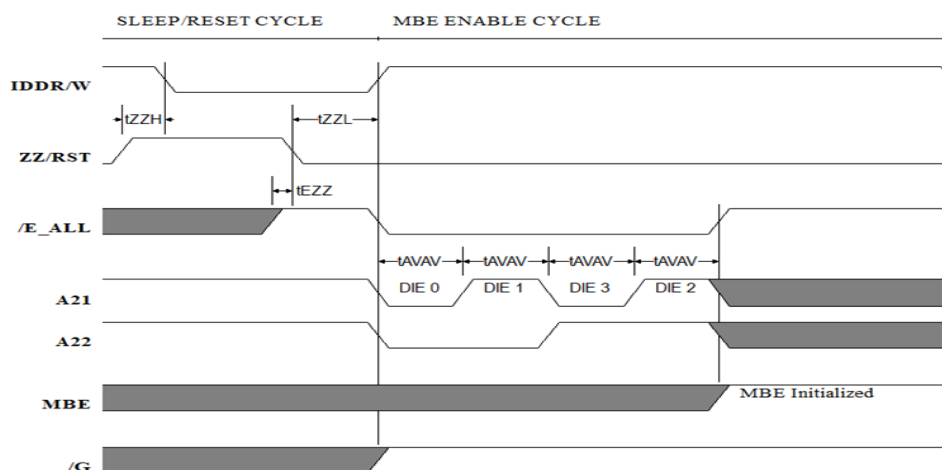 SLEEP/RESET CYCLE MBE ENABLE CYCLE
IDDR/W
tZZH tZZL
ZZ/RST
tEZZ
/E_ALL
tAVAV tAVAV tAVAV tAVAV
DIE 0 DIE 1 DIE 3 DIE 2
A21
A22
MBE MBE Initialized
/G